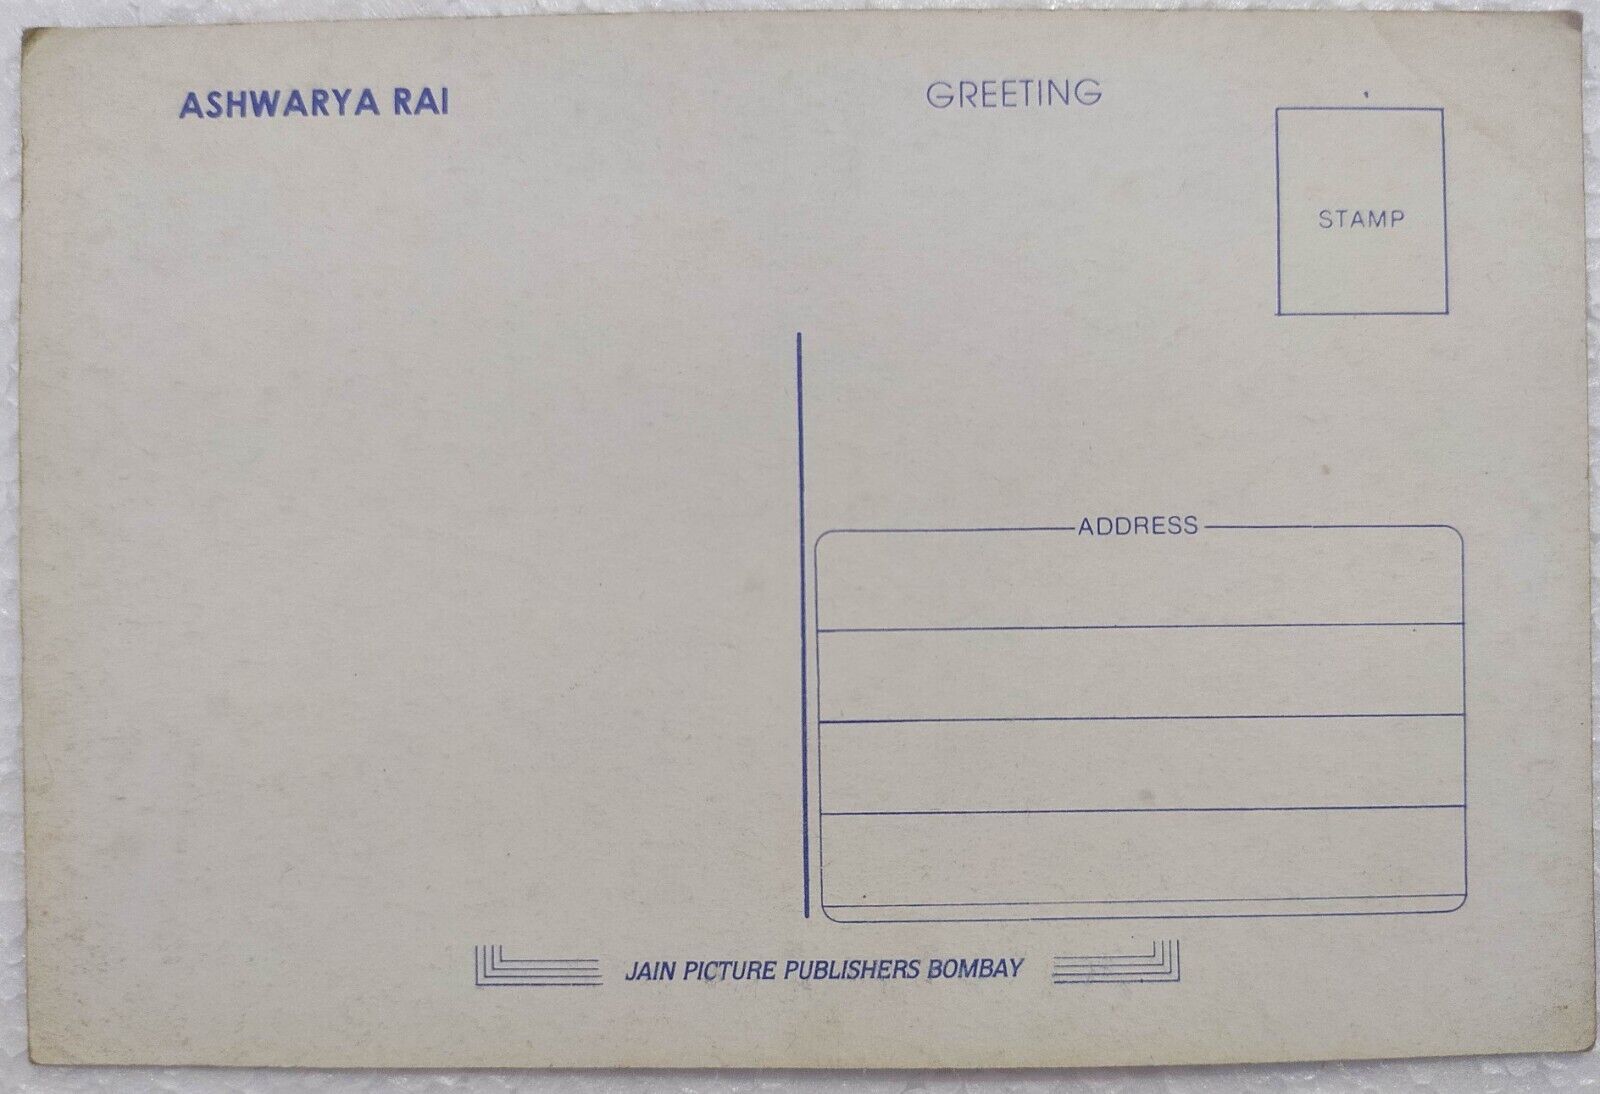 ASHWARYA RAI
GREETING
STAMP
ADDRESS
JAIN PICTURE PUBLISHERS BOMBAY